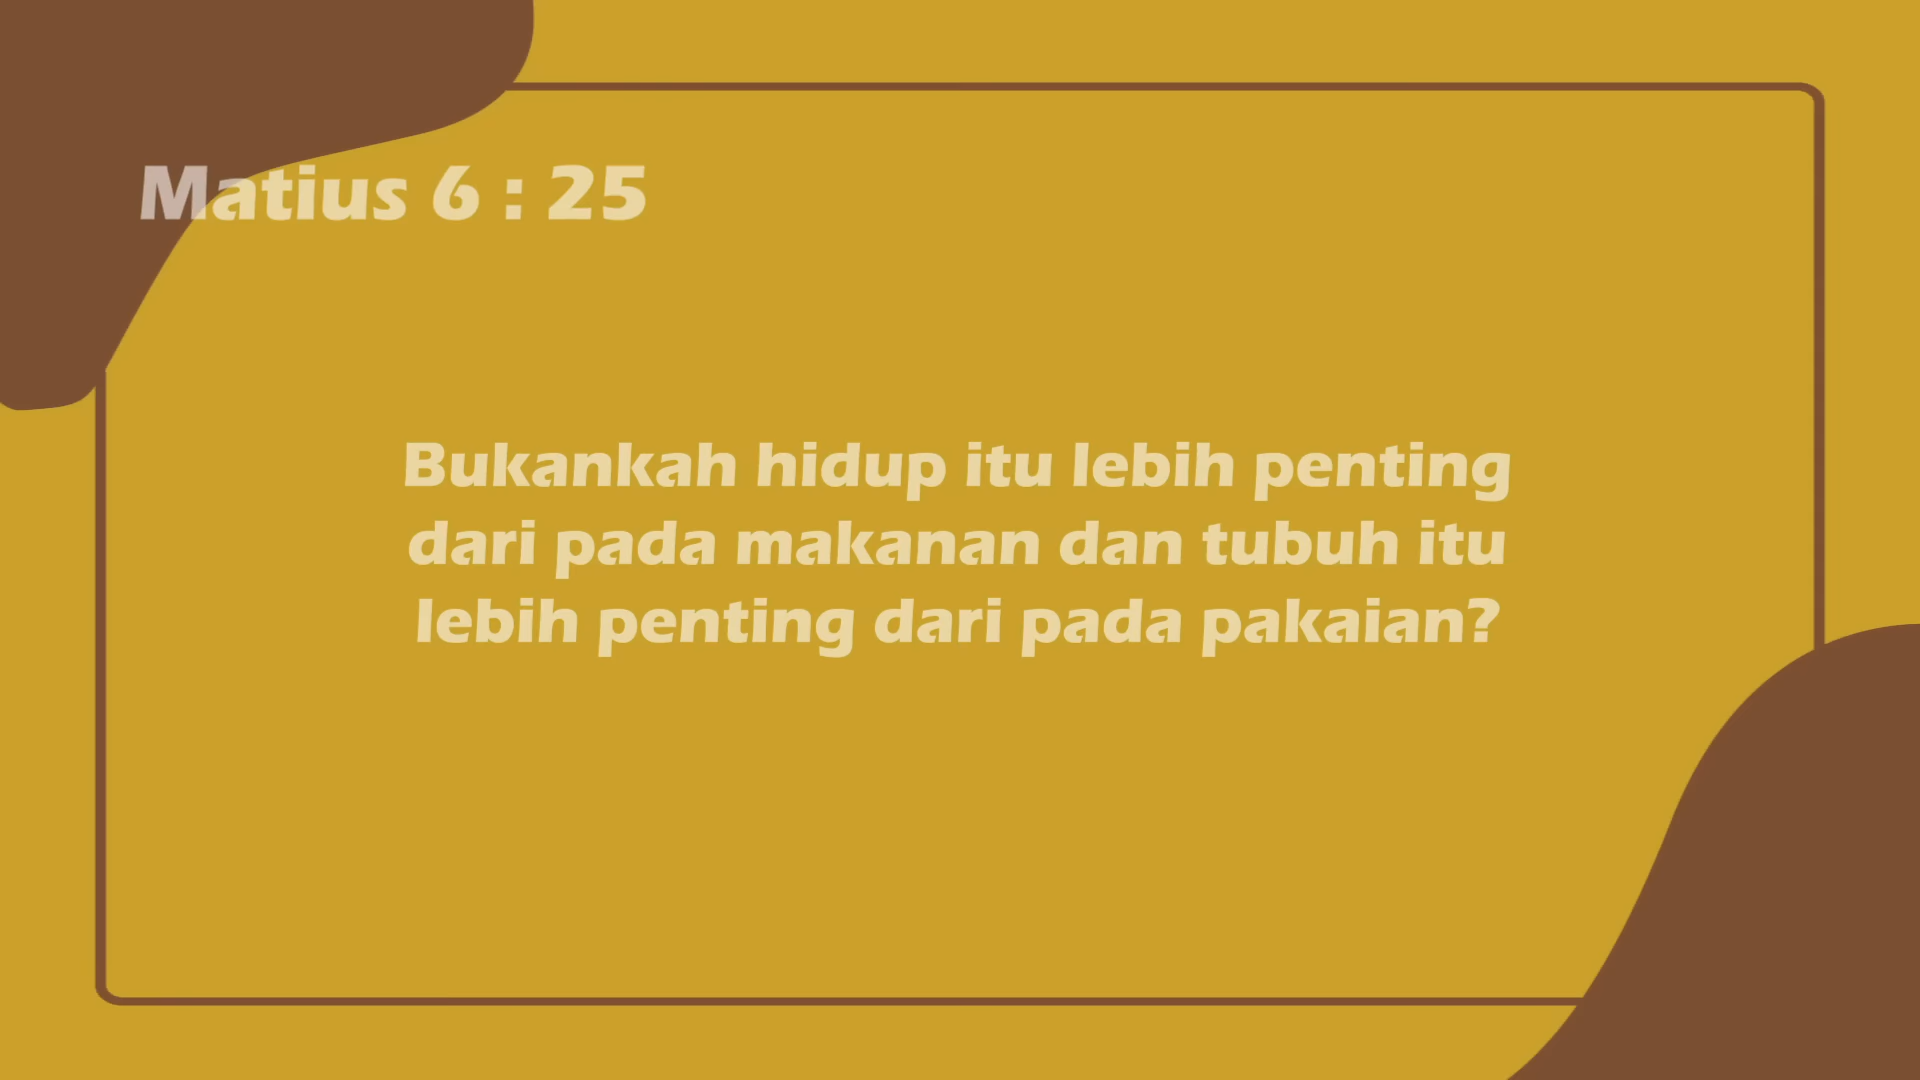 Matius 6 : 25
Bukankah hidup itu lebih penting
dari pada makanan dan tubuh itu
lebih penting dari pada pakaian?